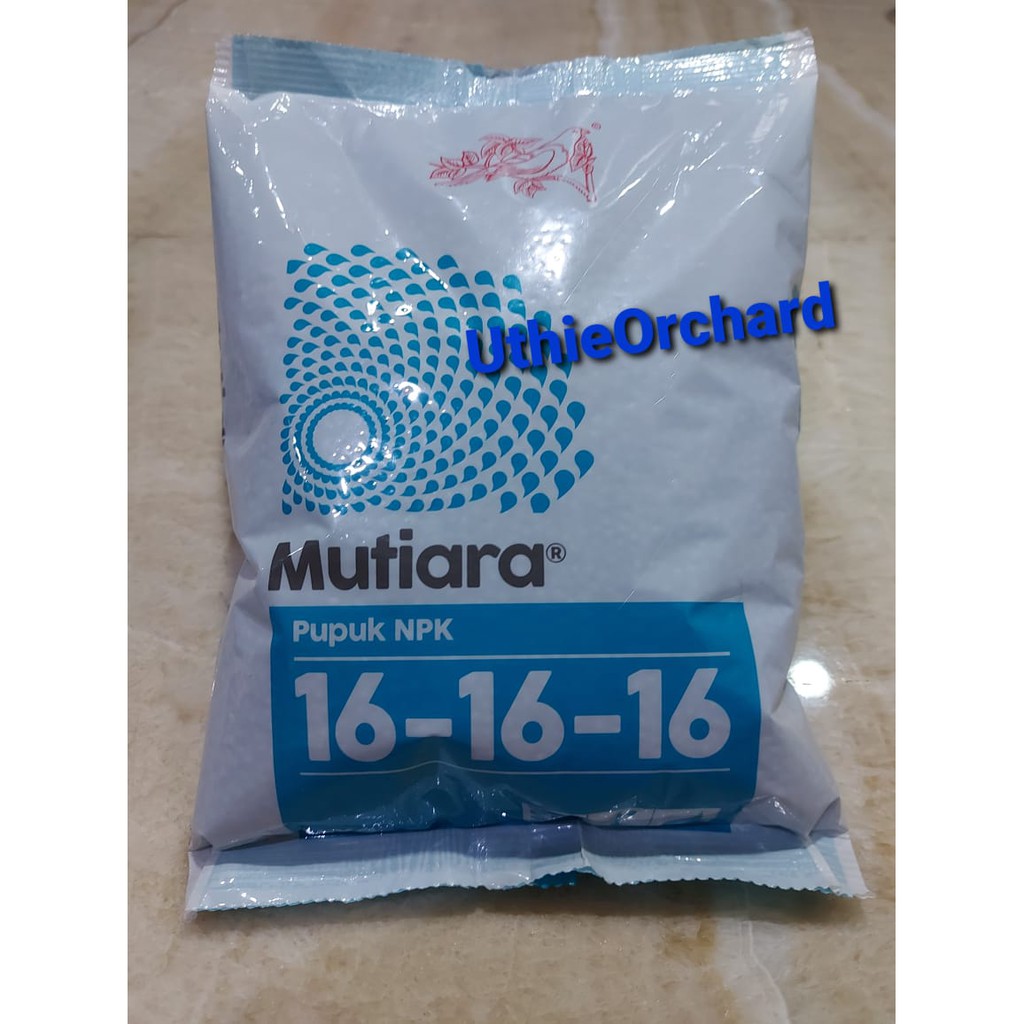 UthieOrchard
Mutiara®
Pupuk NPK
16-16-16